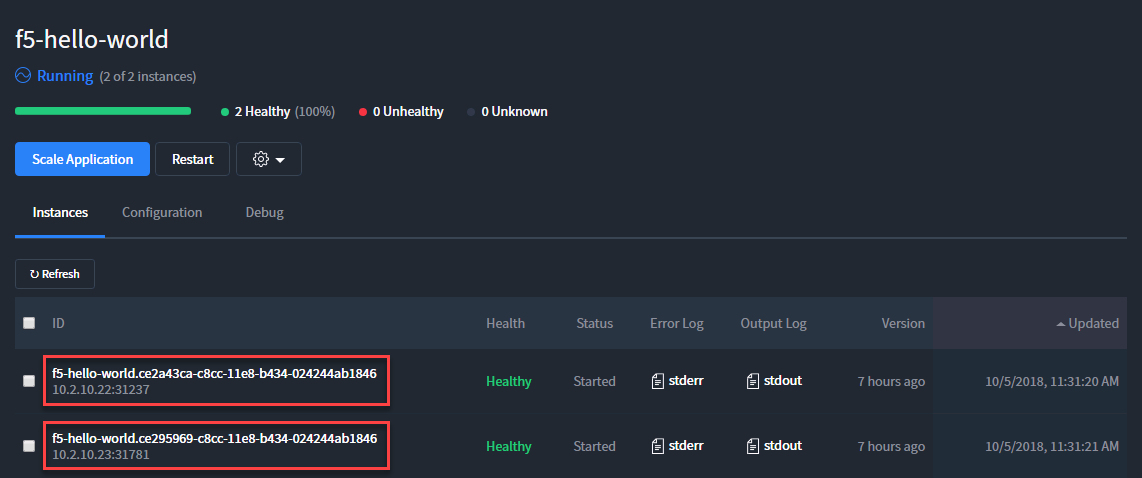 f5-hello-world
Running (2 of 2 instances)
2 Healthy (100%) 0 Unhealthy 0 Unknown
Scale Application Restart
Instances Configuration Debug
↻ Refresh
ID Health Status Error Log Output Log Version Updated
f5-hello-world.ce2a43ca-c8cc-11e8-b434-024244ab1846
10.2.10.22:31237
Healthy Started stderr stdout 7 hours ago 10/5/2018, 11:31:20 AM
f5-hello-world.ce295969-c8cc-11e8-b434-024244ab1846
10.2.10.23:31781
Healthy Started stderr stdout 7 hours ago 10/5/2018, 11:31:21 AM